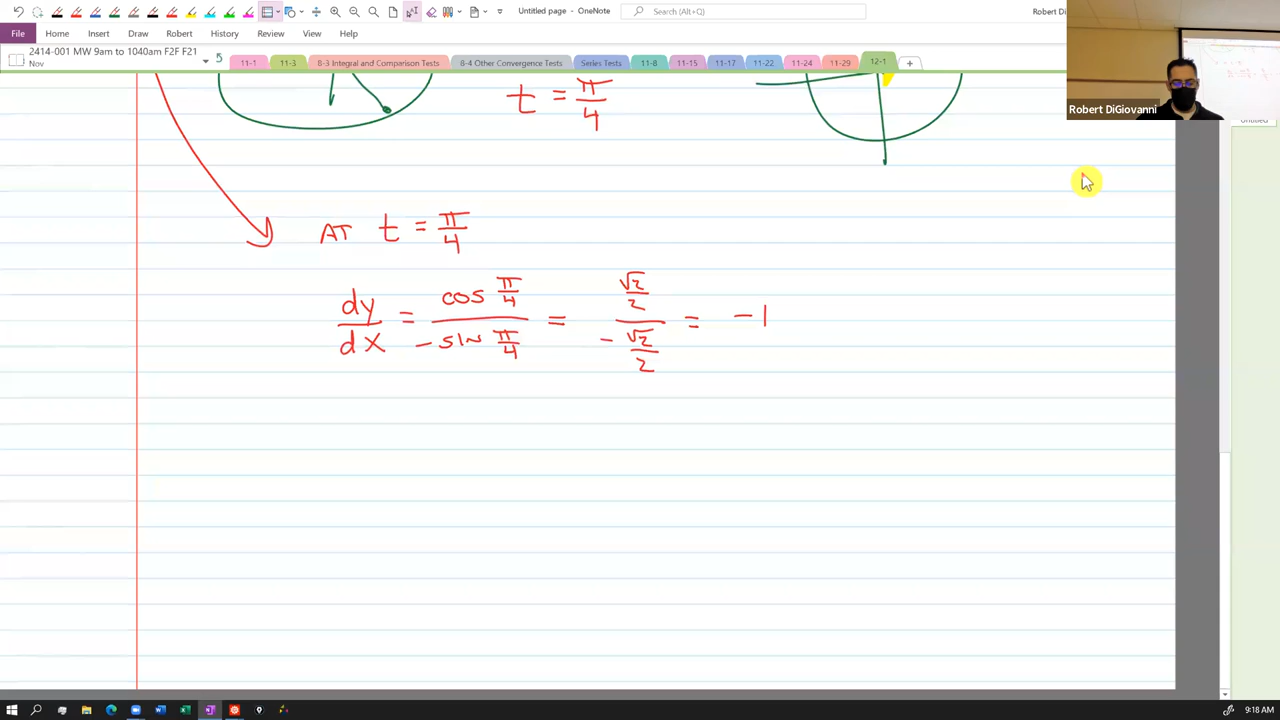 Untitled page - OneNote
Search (Alt+Q)
Robert Di
File Home Insert Draw Robert History Review View Help
2414-001 MW 9am to 1040am F2F F21
Nov
11-1 11-3 8-3 Integral and Comparison Tests 8-4 Other Convergence Tests Series Tests 11-8 11-15 11-17 11-22 11-24 11-29 12-1
Robert DiGiovanni
t = π/4
AT t = π/4
dy/dx = cos π/4 / -sin π/4 = √2/2 / -√2/2 = -1
9:18 AM